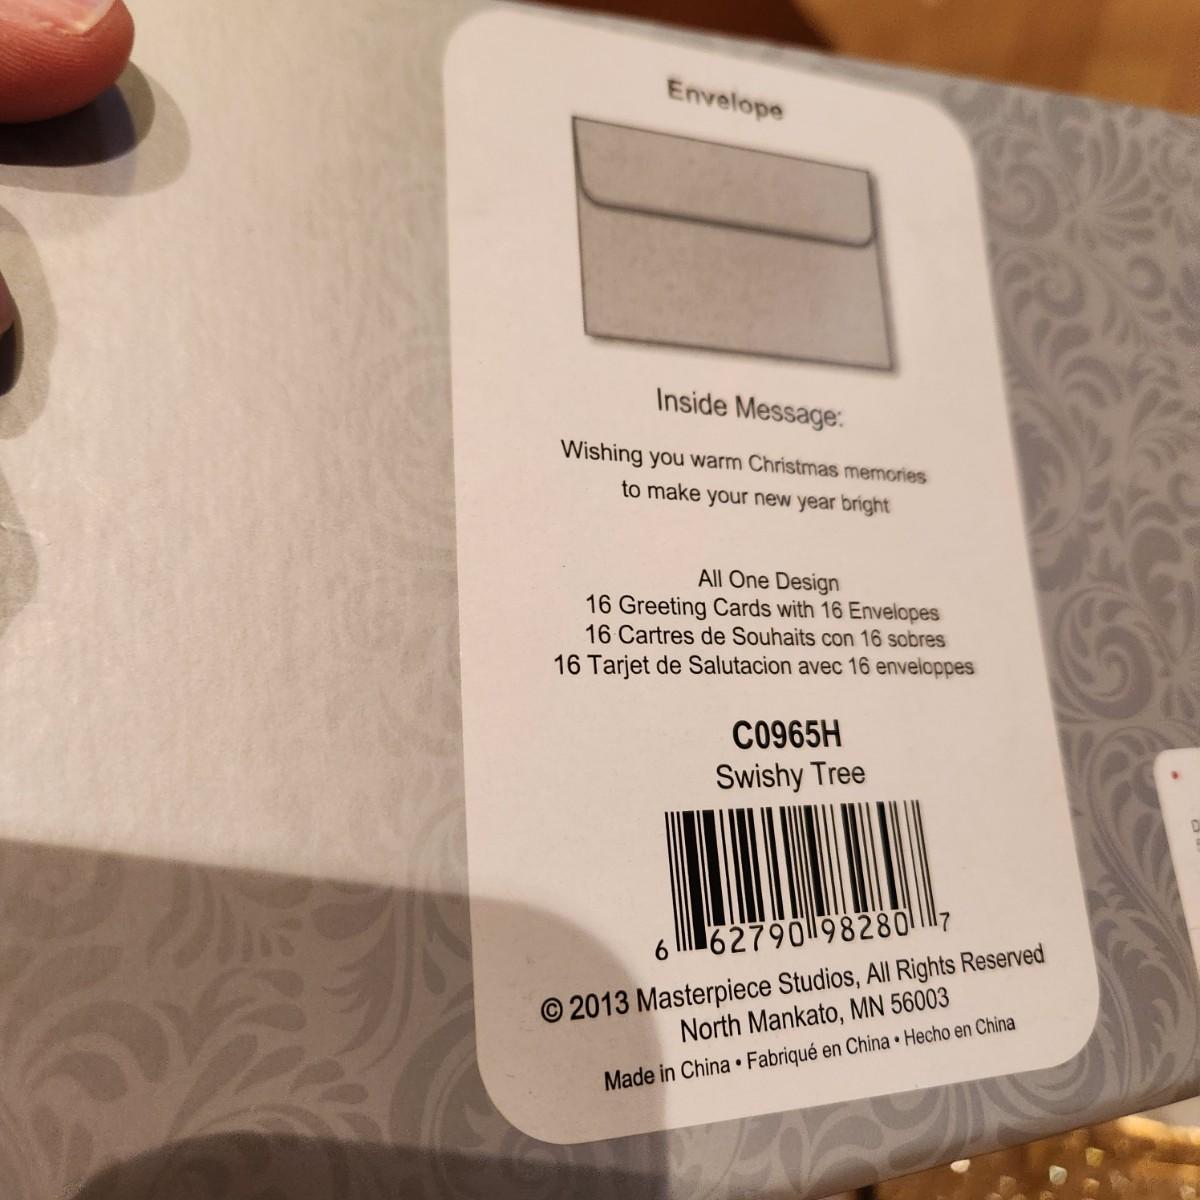 Envelope
Inside Message:
Wishing you warm Christmas memories
to make your new year bright
All One Design
16 Greeting Cards with 16 Envelopes
16 Cartres de Souhaits con 16 sobres
16 Tarjet de Salutacion avec 16 enveloppes
C0965H
Swishy Tree
6 62790 98280 7
© 2013 Masterpiece Studios, All Rights Reserved
North Mankato, MN 56003
Made in China • Fabriqué en China • Hecho en China